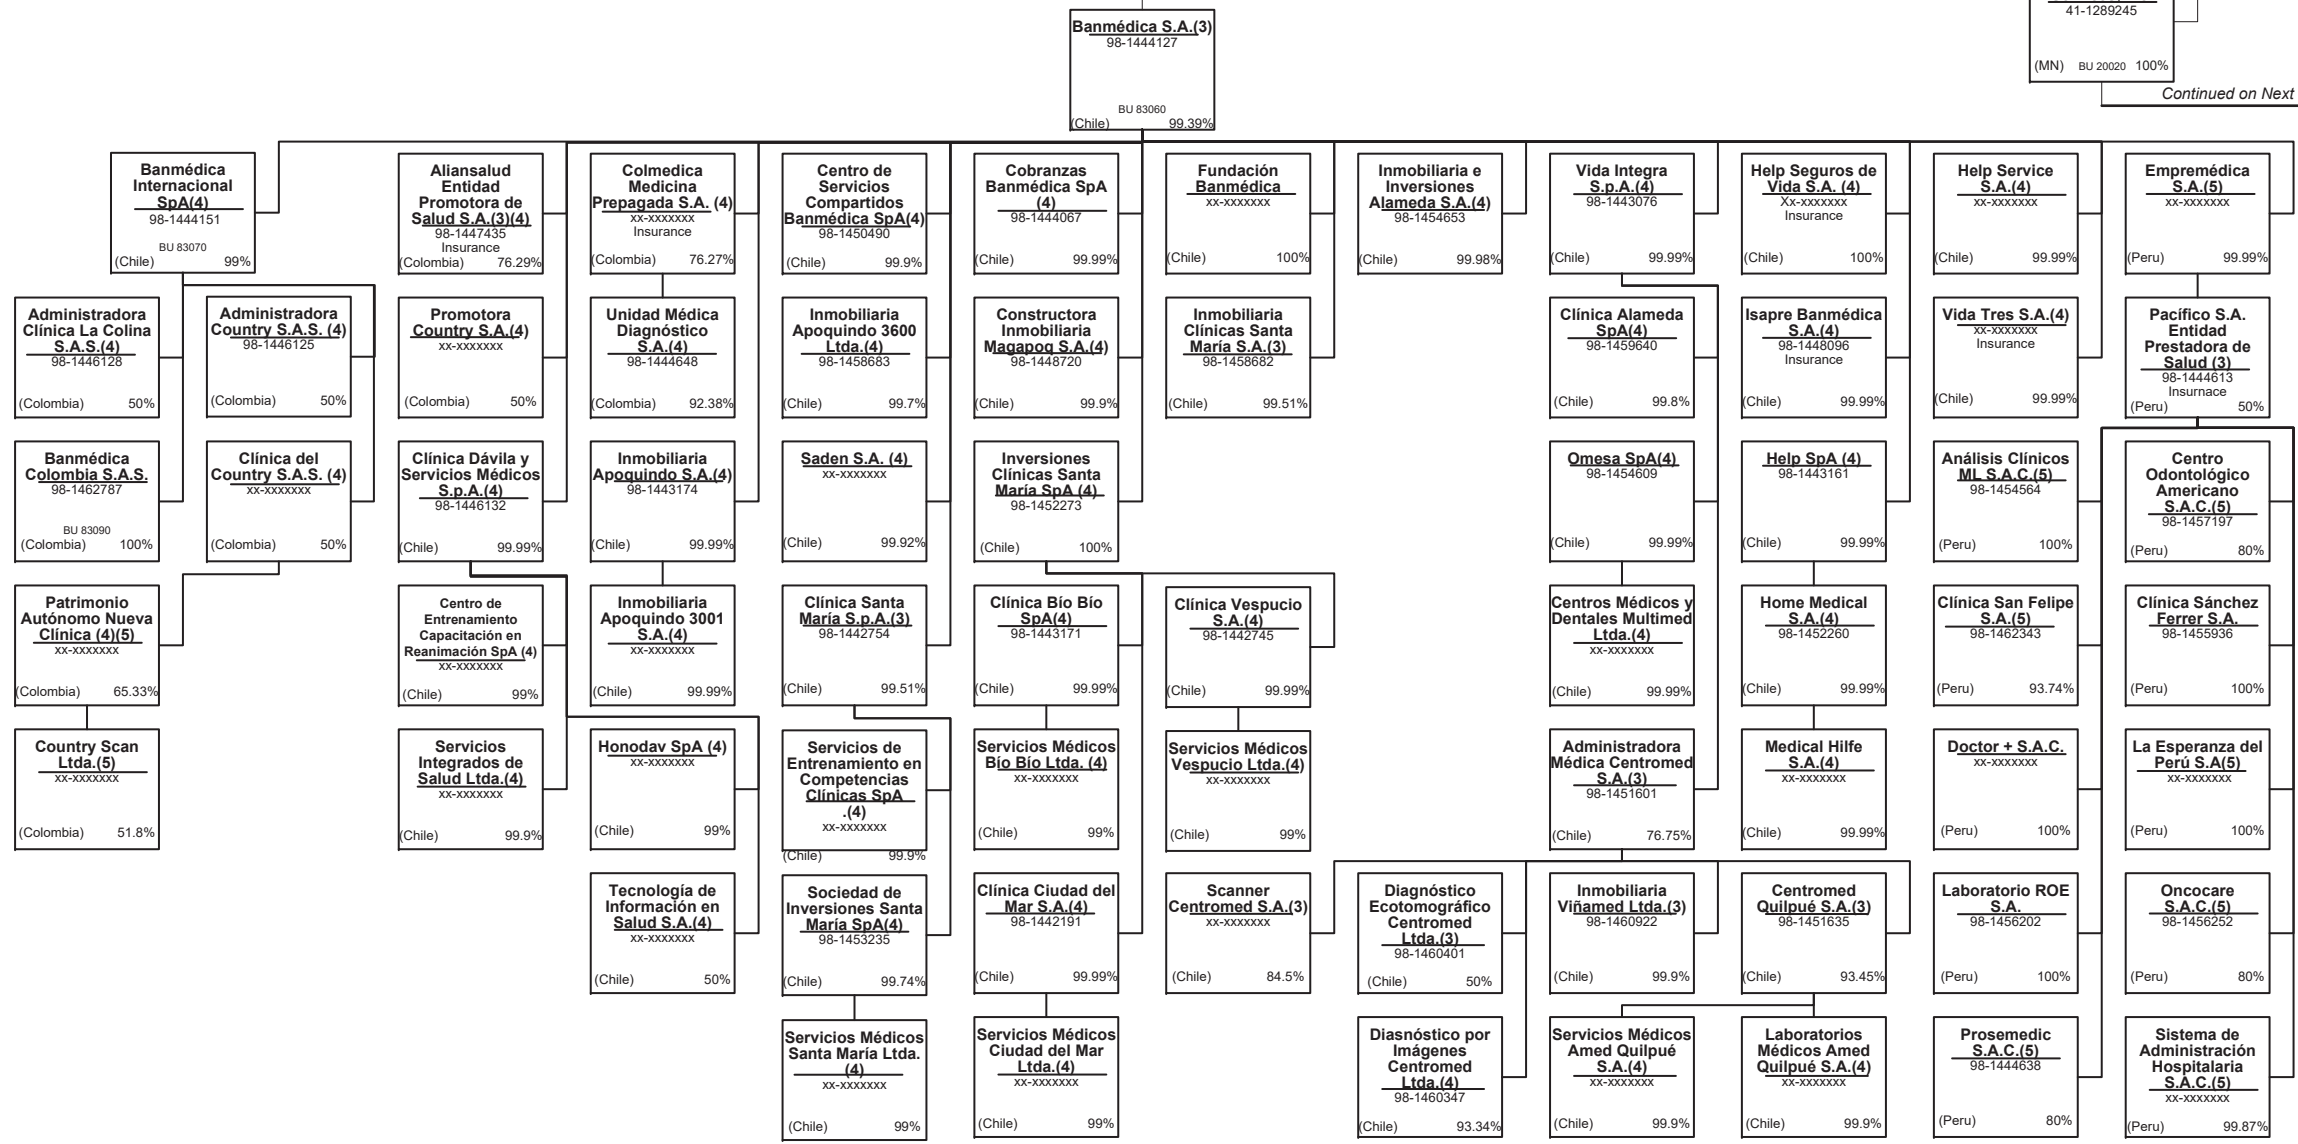 41-1289245
(MN) BU 20020 100%
Continued on Next
Banmédica S.A.(3)
98-1444127
BU 83060
(Chile) 99.39%
Banmédica
Internacional
SpA(4)
98-1444151
BU 83070
(Chile) 99%
Aliansalud
Entidad
Promotora de
Salud S.A.(3)(4)
98-1447435
Insurance
(Colombia) 76.29%
Colmedica
Medicina
Prepagada S.A. (4)
xx-xxxxxxx
Insurance
(Colombia) 76.27%
Centro de
Servicios
Compartidos
Banmédica SpA(4)
98-1450490
(Chile) 99.9%
Cobranzas
Banmédica SpA
(4)
98-1444067
(Chile) 99.99%
Fundación
Banmédica
xx-xxxxxxx
(Chile) 100%
Inmobiliaria e
Inversiones
Alameda S.A.(4)
98-1454653
(Chile) 99.98%
Vida Integra
S.p.A.(4)
98-1443076
(Chile) 99.99%
Help Seguros de
Vida S.A. (4)
Xx-xxxxxxx
Insurance
(Chile) 100%
Help Service
S.A.(4)
xx-xxxxxxx
(Chile) 99.99%
Empremédica
S.A.(5)
xx-xxxxxxx
(Peru) 99.99%
Administradora
Clínica La Colina
S.A.S.(4)
98-1446128
(Colombia) 50%
Administradora
Country S.A.S. (4)
98-1446125
(Colombia) 50%
Promotora
Country S.A.(4)
xx-xxxxxxx
(Colombia) 50%
Unidad Médica
Diagnóstico
S.A.(4)
98-1444648
(Colombia) 92.38%
Inmobiliaria
Apoquindo 3600
Ltda.(4)
98-1458683
(Chile) 99.7%
Constructora
Inmobiliaria
Magapoq S.A.(4)
98-1448720
(Chile) 99.9%
Inmobiliaria
Clínicas Santa
María S.A.(3)
98-1458682
(Chile) 99.51%
Clínica Alameda
SpA(4)
98-1459640
(Chile) 99.8%
Isapre Banmédica
S.A.(4)
98-1448096
Insurance
(Chile) 99.99%
Vida Tres S.A.(4)
xx-xxxxxxx
Insurance
(Chile) 99.99%
Pacífico S.A.
Entidad
Prestadora de
Salud (3)
98-1444613
Insurnace
(Peru) 50%
Banmédica
Colombia S.A.S.
98-1462787
BU 83090
(Colombia) 100%
Clínica del
Country S.A.S. (4)
xx-xxxxxxx
(Colombia) 50%
Clínica Dávila y
Servicios Médicos
S.p.A.(4)
98-1446132
(Chile) 99.99%
Inmobiliaria
Apoquindo S.A.(4)
98-1443174
(Chile) 99.99%
Saden S.A. (4)
xx-xxxxxxx
(Chile) 99.92%
Inversiones
Clínicas Santa
María SpA (4)
98-1452273
(Chile) 100%
Omesa SpA(4)
98-1454609
(Chile) 99.99%
Help SpA (4)
98-1443161
(Chile) 99.99%
Análisis Clínicos
ML S.A.C.(5)
98-1454564
(Peru) 100%
Centro
Odontológico
Americano
S.A.C.(5)
98-1457197
(Peru) 80%
Patrimonio
Autónomo Nueva
Clínica (4)(5)
xx-xxxxxxx
(Colombia) 65.33%
Centro de
Entrenamiento
Capacitación en
Reanimación SpA (4)
xx-xxxxxxx
(Chile) 99%
Inmobiliaria
Apoquindo 3001
S.A.(4)
xx-xxxxxxx
(Chile) 99.99%
Clínica Santa
María S.p.A.(3)
98-1442754
(Chile) 99.51%
Clínica Bío Bío
SpA(4)
98-1443171
(Chile) 99.99%
Clínica Vespucio
S.A.(4)
98-1442745
(Chile) 99.99%
Centros Médicos y
Dentales Multimed
Ltda.(4)
xx-xxxxxxx
(Chile) 99.99%
Home Medical
S.A.(4)
98-1452260
(Chile) 99.99%
Clínica San Felipe
S.A.(5)
98-1462343
(Peru) 93.74%
Clínica Sánchez
Ferrer S.A.
98-1455936
(Peru) 100%
Country Scan
Ltda.(5)
xx-xxxxxxx
(Colombia) 51.8%
Servicios
Integrados de
Salud Ltda.(4)
xx-xxxxxxx
(Chile) 99.9%
Honodav SpA (4)
xx-xxxxxxx
(Chile) 99%
Servicios de
Entrenamiento en
Competencias
Clínicas SpA
.(4)
xx-xxxxxxx
(Chile) 99.9%
Servicios Médicos
Bío Bío Ltda. (4)
xx-xxxxxxx
(Chile) 99%
Servicios Médicos
Vespucio Ltda.(4)
xx-xxxxxxx
(Chile) 99%
Administradora
Médica Centromed
S.A.(3)
98-1451601
(Chile) 76.75%
Medical Hilfe
S.A.(4)
xx-xxxxxxx
(Chile) 99.99%
Doctor + S.A.C.
xx-xxxxxxx
(Peru) 100%
La Esperanza del
Perú S.A(5)
xx-xxxxxxx
(Peru) 100%
Tecnología de
Información en
Salud S.A.(4)
xx-xxxxxxx
(Chile) 50%
Sociedad de
Inversiones Santa
María SpA(4)
98-1453235
(Chile) 99.74%
Clínica Ciudad del
Mar S.A.(4)
98-1442191
(Chile) 99.99%
Scanner
Centromed S.A.(3)
xx-xxxxxxx
(Chile) 84.5%
Diagnóstico
Ecotomográfico
Centromed
Ltda.(3)
98-1460401
(Chile) 50%
Inmobiliaria
Viñamed Ltda.(3)
98-1460922
(Chile) 99.9%
Centromed
Quilpué S.A.(3)
98-1451635
(Chile) 93.45%
Laboratorio ROE
S.A.
98-1456202
(Peru) 100%
Oncocare
S.A.C.(5)
98-1456252
(Peru) 80%
Servicios Médicos
Santa María Ltda.
(4)
xx-xxxxxxx
(Chile) 99%
Servicios Médicos
Ciudad del Mar
Ltda.(4)
xx-xxxxxxx
(Chile) 99%
Diasnóstico por
Imágenes
Centromed
Ltda.(4)
98-1460347
(Chile) 93.34%
Servicios Médicos
Amed Quilpué
S.A.(4)
xx-xxxxxxx
(Chile) 99.9%
Laboratorios
Médicos Amed
Quilpué S.A.(4)
xx-xxxxxxx
(Chile) 99.9%
Prosemedic
S.A.C.(5)
98-1444638
(Peru) 80%
Sistema de
Administración
Hospitalaria
S.A.C.(5)
xx-xxxxxxx
(Peru) 99.87%